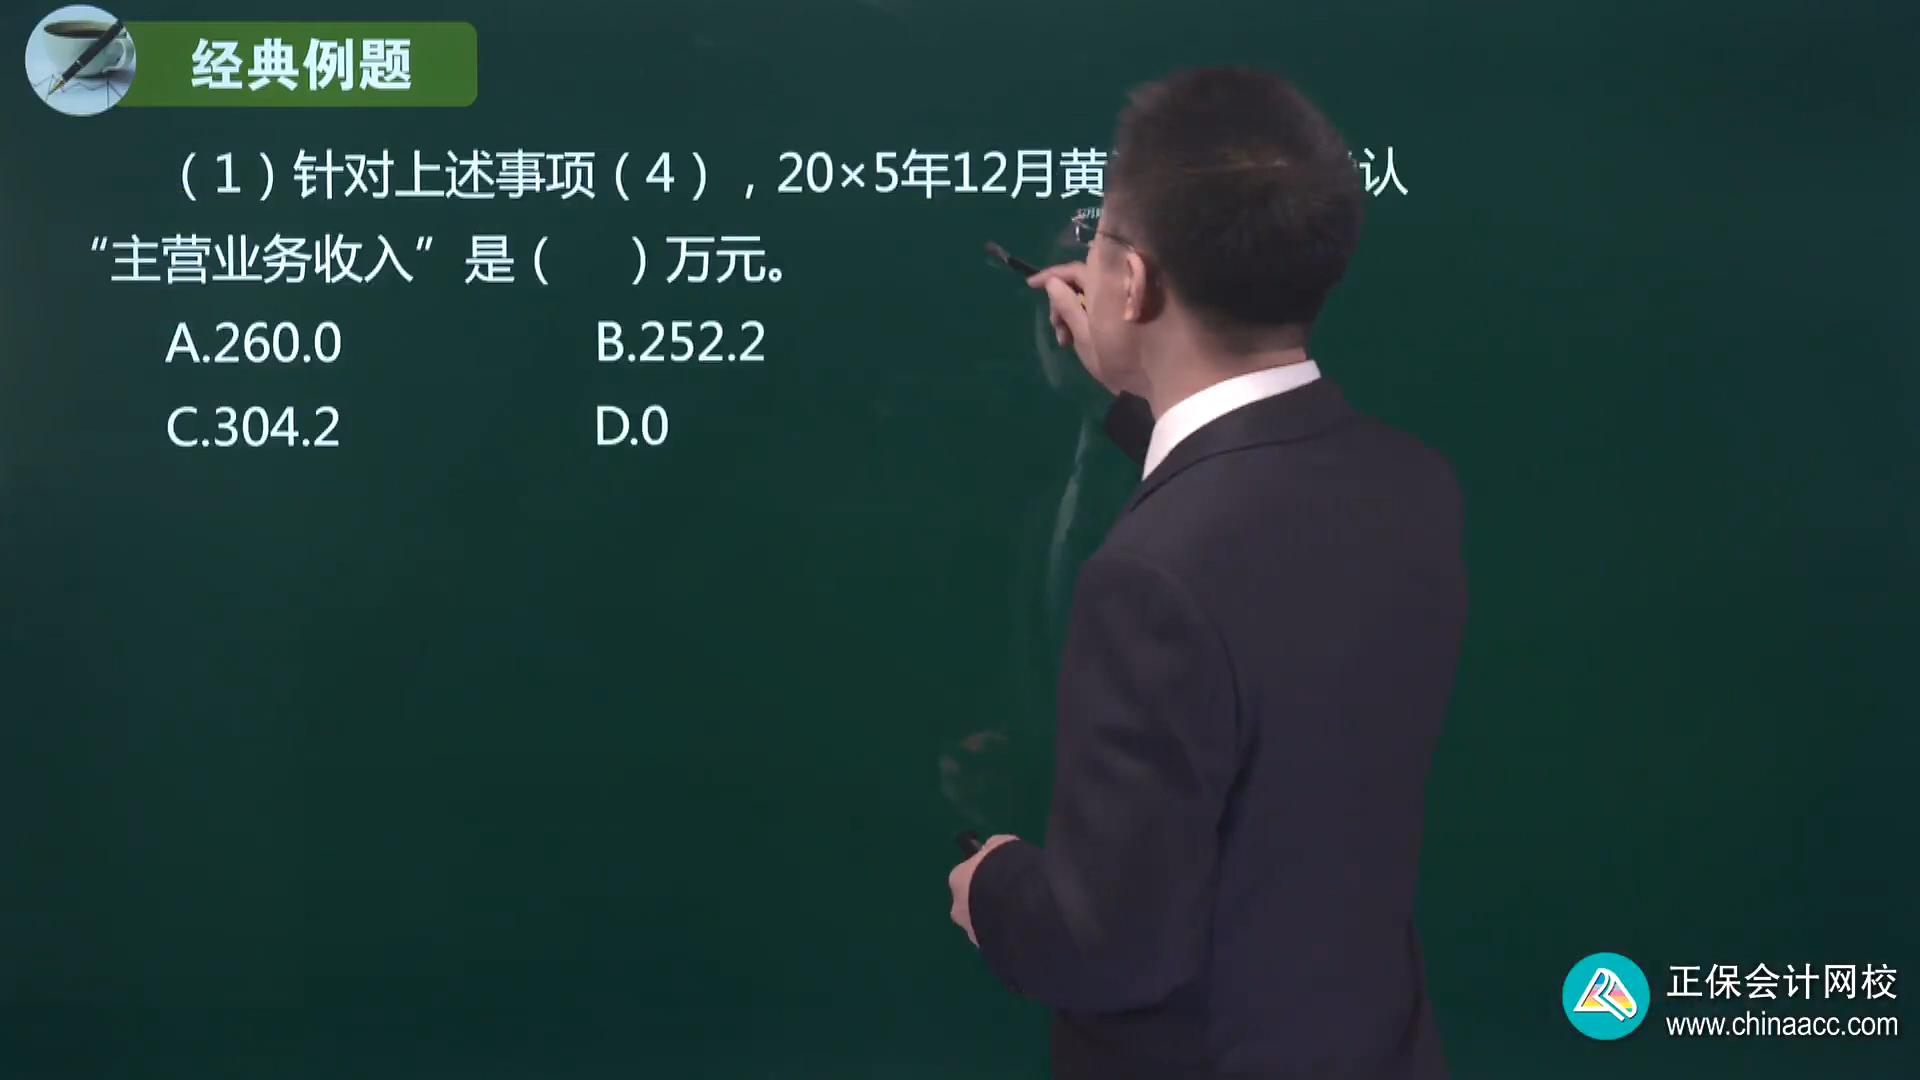 经典例题
（1）针对上述事项（4），20×5年12月黄认
“主营业务收入”是（　　）万元。
A.260.0　　B.252.2
C.304.2　　D.0
正保会计网校
www.chinaacc.com